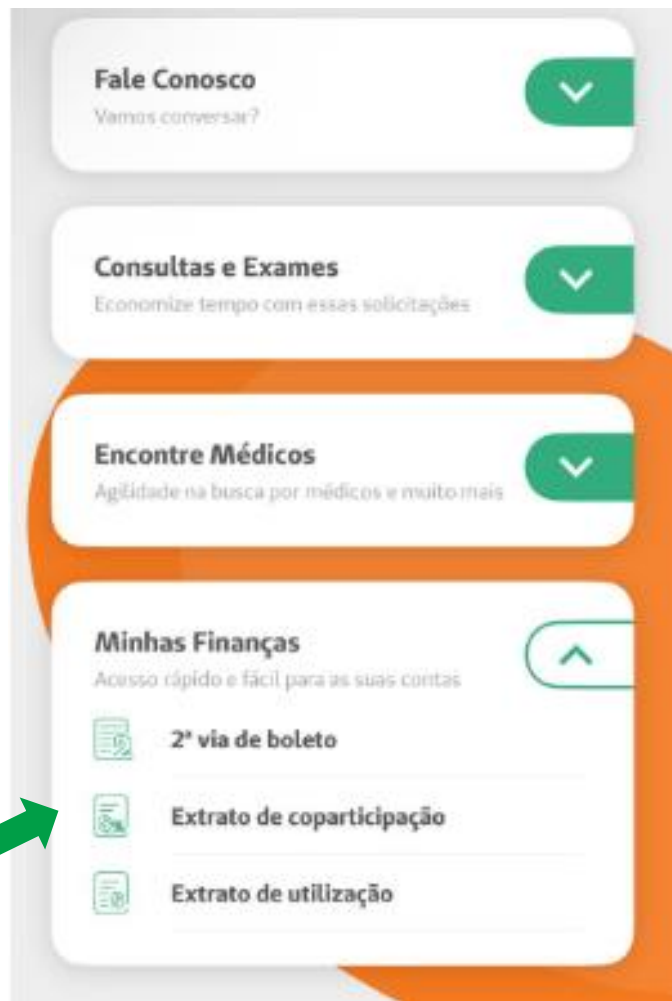 Fale Conosco
Vamos conversar?
Consultas e Exames
Economize tempo com essas solicitações
Encontre Médicos
Agilidade na busca por médicos e muito mais
Minhas Finanças
Acesso rápido e fácil para as suas contas
2ª via de boleto
Extrato de coparticipação
Extrato de utilização